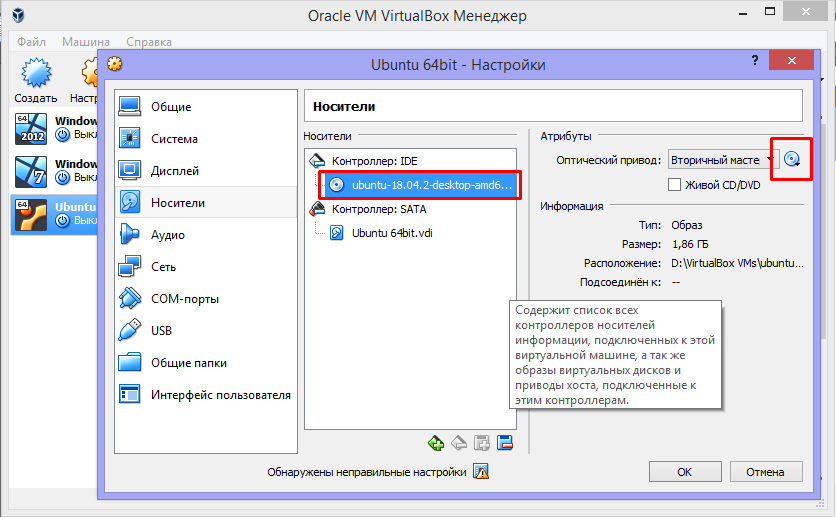 Oracle VM VirtualBox Менеджер
Файл Машина Справка
Создать
Настр
64
2012
Window
Выкл
64
7
Window
Выкл
64
Ubuntu
Выкл
Ubuntu 64bit - Настройки
?
Общие
Система
Дисплей
Носители
Аудио
Сеть
COM-порты
USB
Общие папки
Интерфейс пользователя
Носители
Носители
Контроллер: IDE
ubuntu-18.04.2-desktop-amd6...
Контроллер: SATA
Ubuntu 64bit.vdi
Атрибуты
Оптический привод: Вторичный масте
Живой CD/DVD
Информация
Тип: Образ
Размер: 1,86 ГБ
Расположение: D:\VirtualBox VMs\ubuntu...
Подсоединён к: --
Содержит список всех
контроллеров носителей
информации, подключенных к этой
виртуальной машине, а так же
образы виртуальных дисков и
приводы хоста, подключенные к
этим контроллерам.
Обнаружены неправильные настройки
OK
Отмена